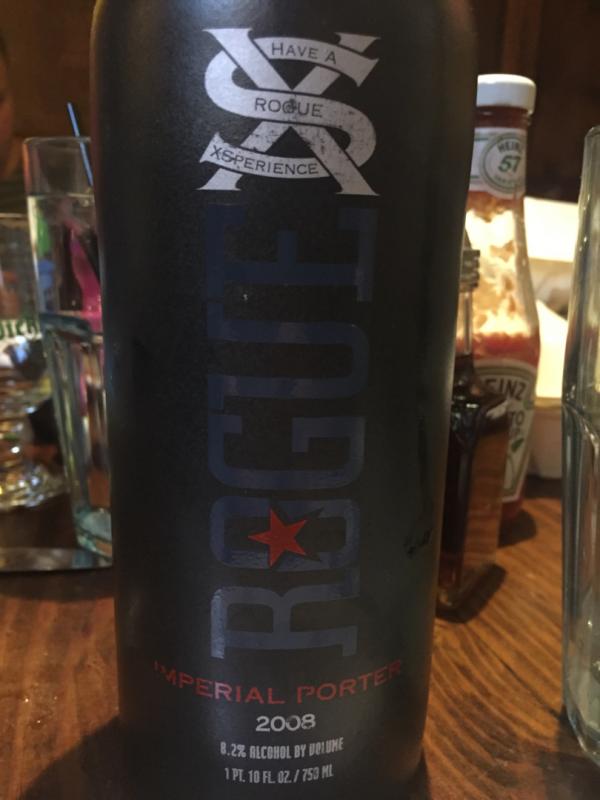 HAVE A
ROGUE
XSPERIENCE
ROGUE
IMPERIAL PORTER
2008
8.2% ALCOHOL BY VOLUME
1 PT. 10 FL. OZ. / 750 ML
HEINZ
57
EINZ